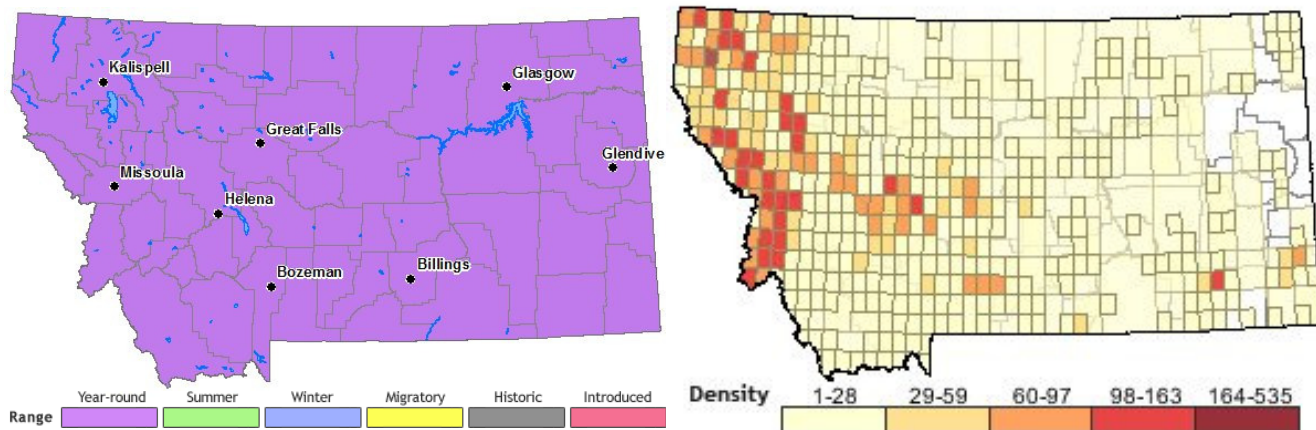 Kalispell
Glasgow
Great Falls
Glendive
Missoula
Helena
Bozeman
Billings
Year-round Summer Winter Migratory Historic Introduced
Range
Density 1-28 29-59 60-97 98-163 164-535